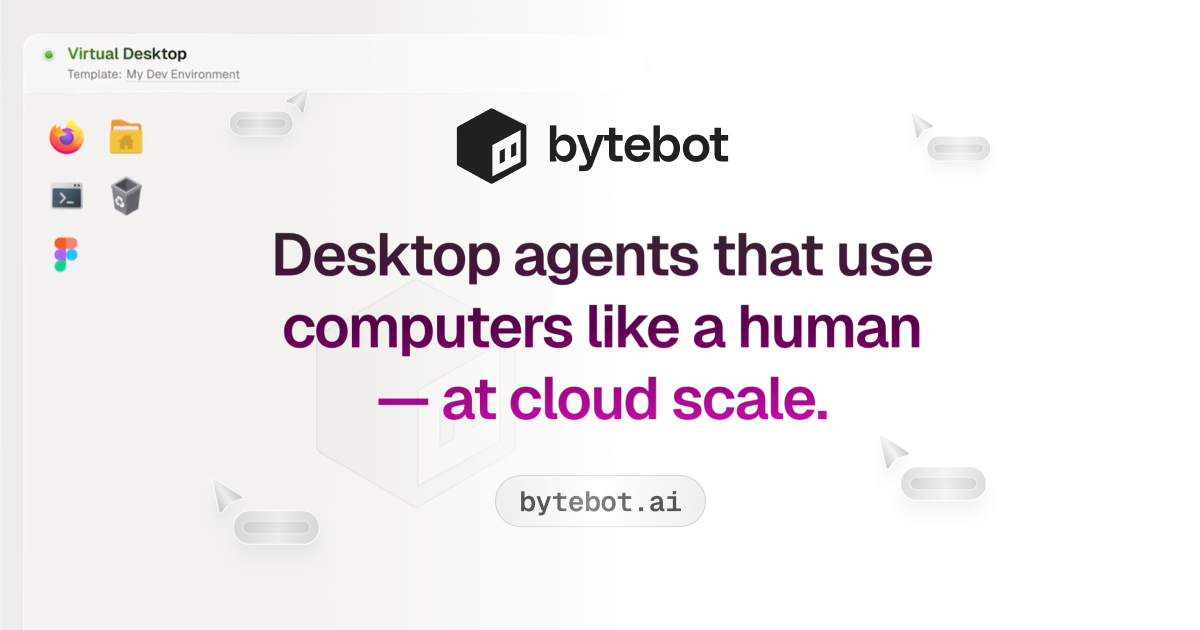 Virtual Desktop
Template: My Dev Environment
bytebot
Desktop agents that use
computers like a human
— at cloud scale.
bytebot.ai